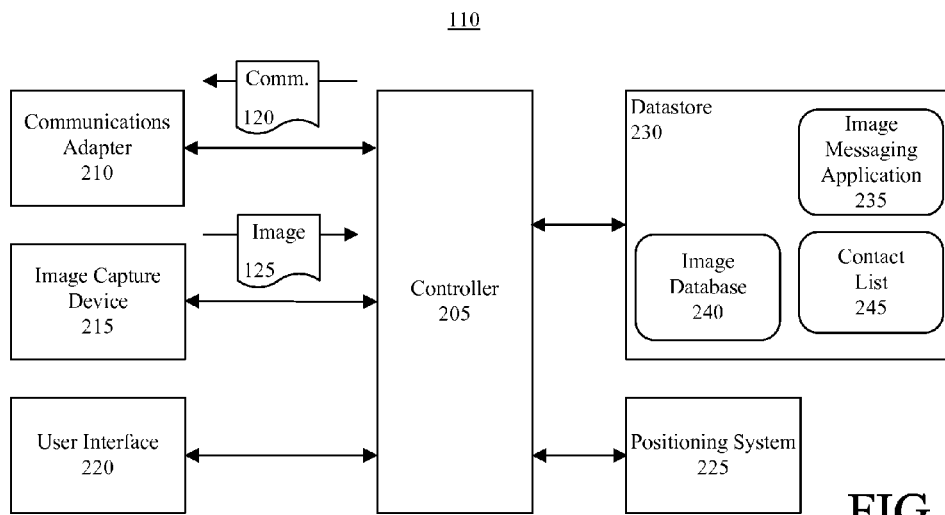 110
Comm.
120
Communications
Adapter
210
Image
125
Image Capture
Device
215
User Interface
220
Controller
205
Datastore
230
Image
Messaging
Application
235
Image
Database
240
Contact
List
245
Positioning System
225
FIG